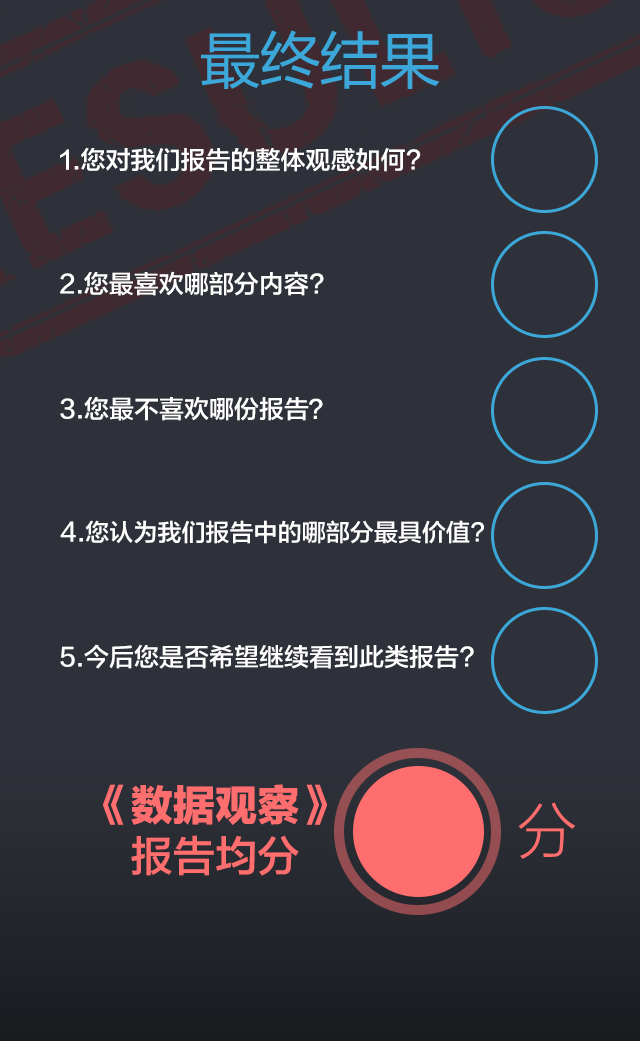 RESULTS
最终结果
1.您对我们报告的整体观感如何?
2.您最喜欢哪部分内容?
3.您最不喜欢哪份报告?
4.您认为我们报告中的哪部分最具价值?
5.今后您是否希望继续看到此类报告?
《数据观察》
报告均分
分